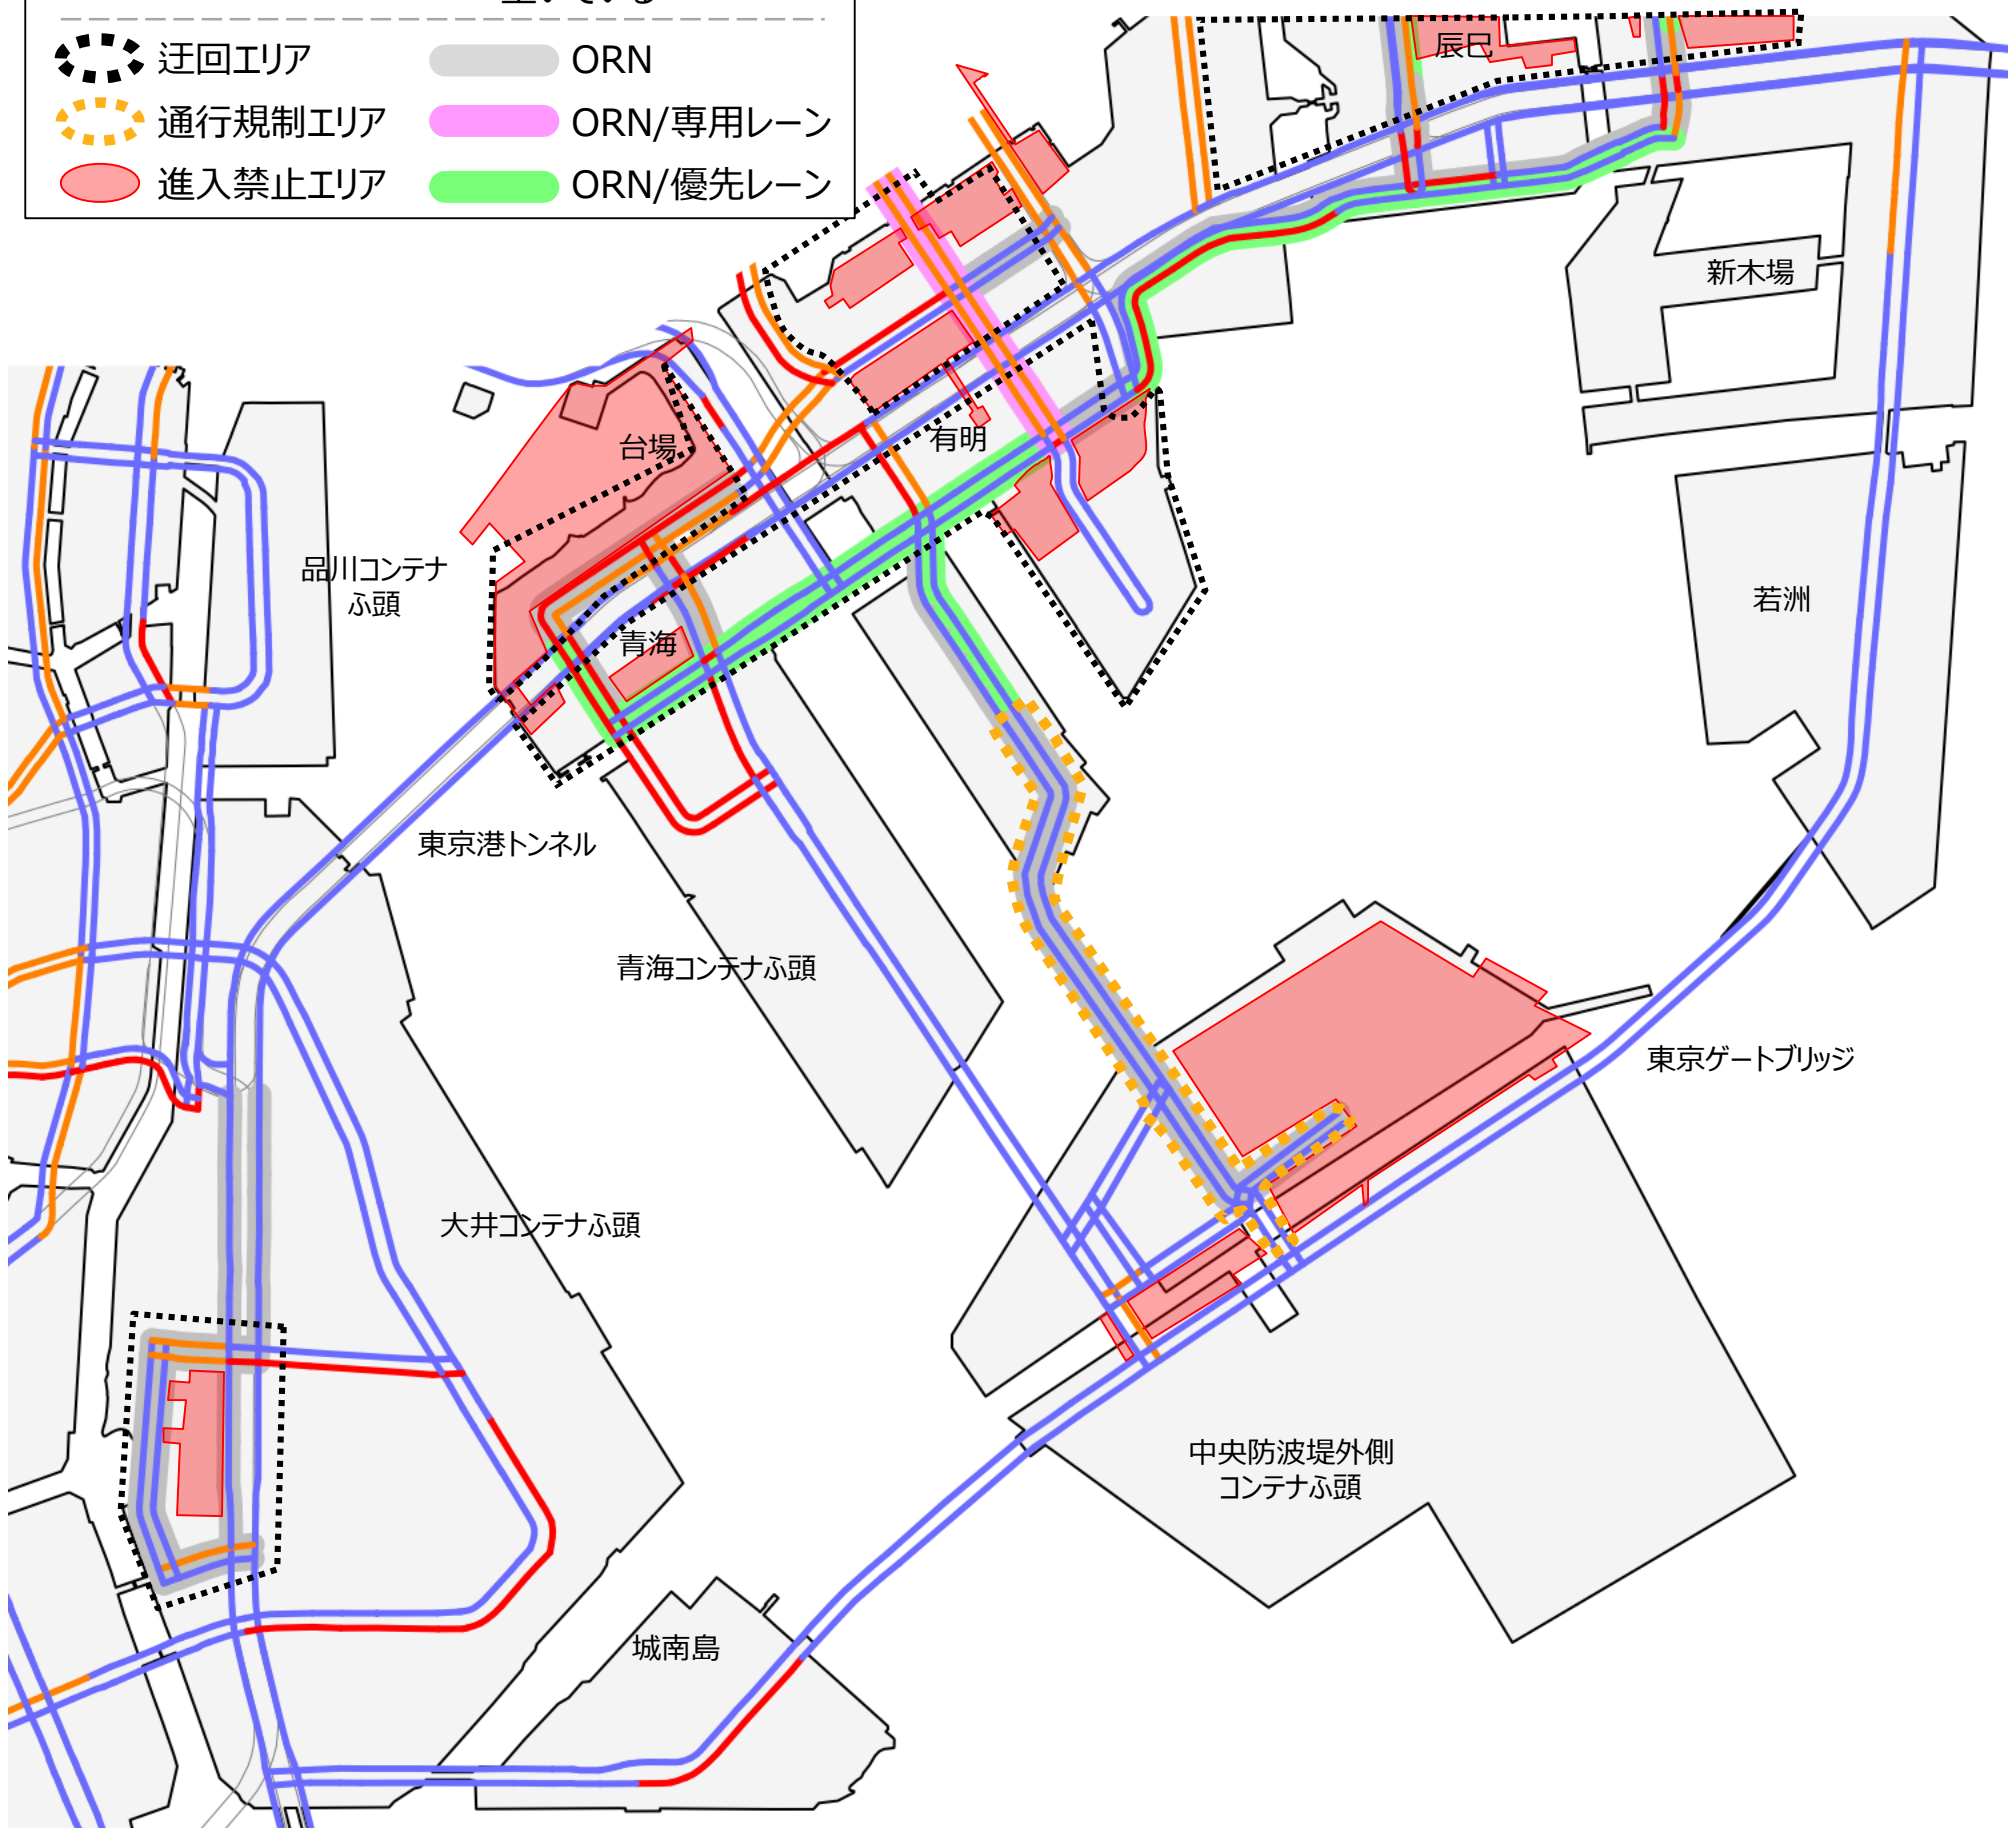 空いている
迂回エリア
ORN
通行規制エリア
ORN/専用レーン
進入禁止エリア
ORN/優先レーン
辰巳
新木場
台場
有明
品川コンテナ
ふ頭
若洲
青海
東京港トンネル
青海コンテナふ頭
東京ゲートブリッジ
大井コンテナふ頭
中央防波堤外側
コンテナふ頭
城南島